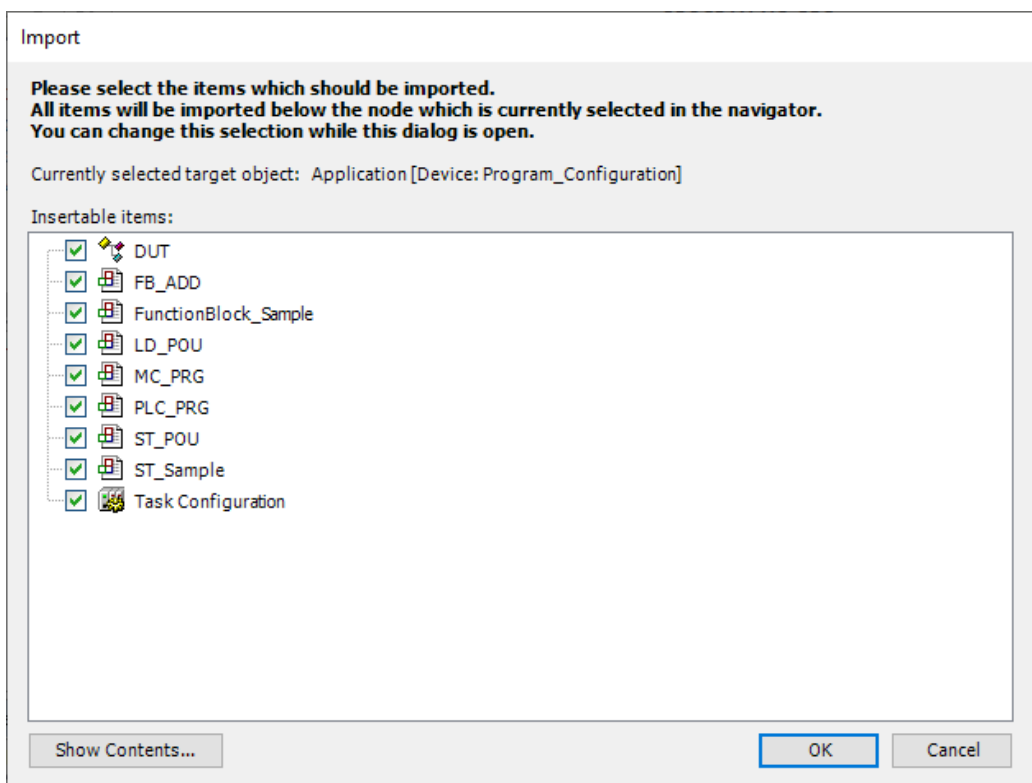 Import
Please select the items which should be imported.
All items will be imported below the node which is currently selected in the navigator.
You can change this selection while this dialog is open.
Currently selected target object: Application [Device: Program_Configuration]
Insertable items:
DUT
FB_ADD
FunctionBlock_Sample
LD_POU
MC_PRG
PLC_PRG
ST_POU
ST_Sample
Task Configuration
Show Contents...
OK
Cancel